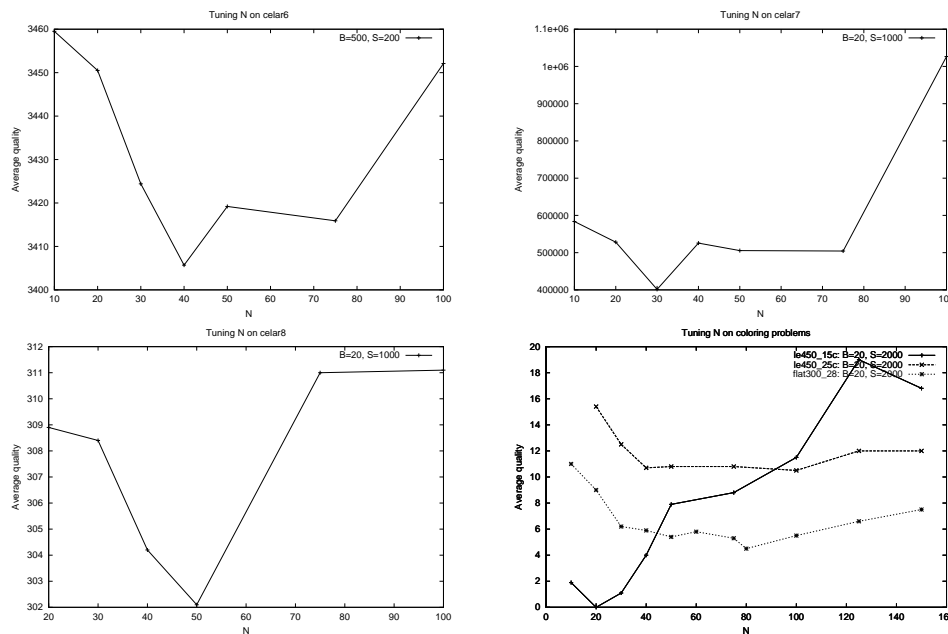 Tuning N on celar6
B=500, S=200
3460
3450
3440
3430
3420
3410
3400
Average quality
10 20 30 40 50 60 70 80 90 100
N
Tuning N on celar7
B=20, S=1000
1.1e+06
1e+06
900000
800000
700000
600000
500000
400000
Average quality
10 20 30 40 50 60 70 80 90 100
N
Tuning N on celar8
B=20, S=1000
312
311
310
309
308
307
306
305
304
303
302
Average quality
20 30 40 50 60 70 80 90 100
N
Tuning N on coloring problems
le450_15c: B=20, S=2000
le450_25c: B=20, S=2000
flat300_28: B=20, S=2000
20
18
16
14
12
10
8
6
4
2
0
Average quality
0 20 40 60 80 100 120 140 160
N